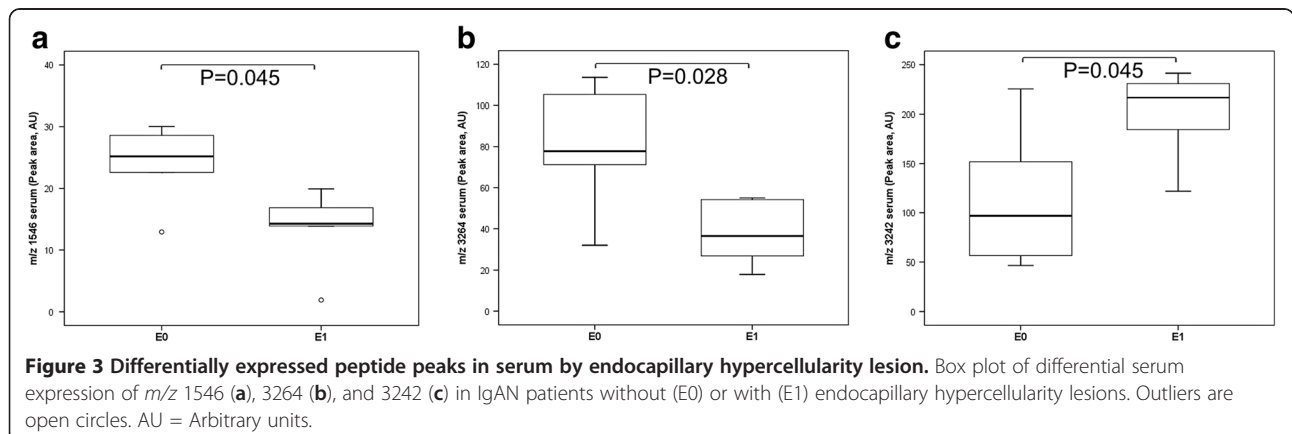 a
40
30
20
10
0
m/z 1546 serum (Peak area, AU)
P=0.045
E0 E1
b
120
100
80
60
40
20
0
m/z 3264 serum (Peak area, AU)
P=0.028
E0 E1
c
250
200
150
100
50
0
m/z 3242 serum (Peak area, AU)
P=0.045
E0 E1
Figure 3 Differentially expressed peptide peaks in serum by endocapillary hypercellularity lesion. Box plot of differential serum
expression of m/z 1546 (a), 3264 (b), and 3242 (c) in IgAN patients without (E0) or with (E1) endocapillary hypercellularity lesions. Outliers are
open circles. AU = Arbitrary units.